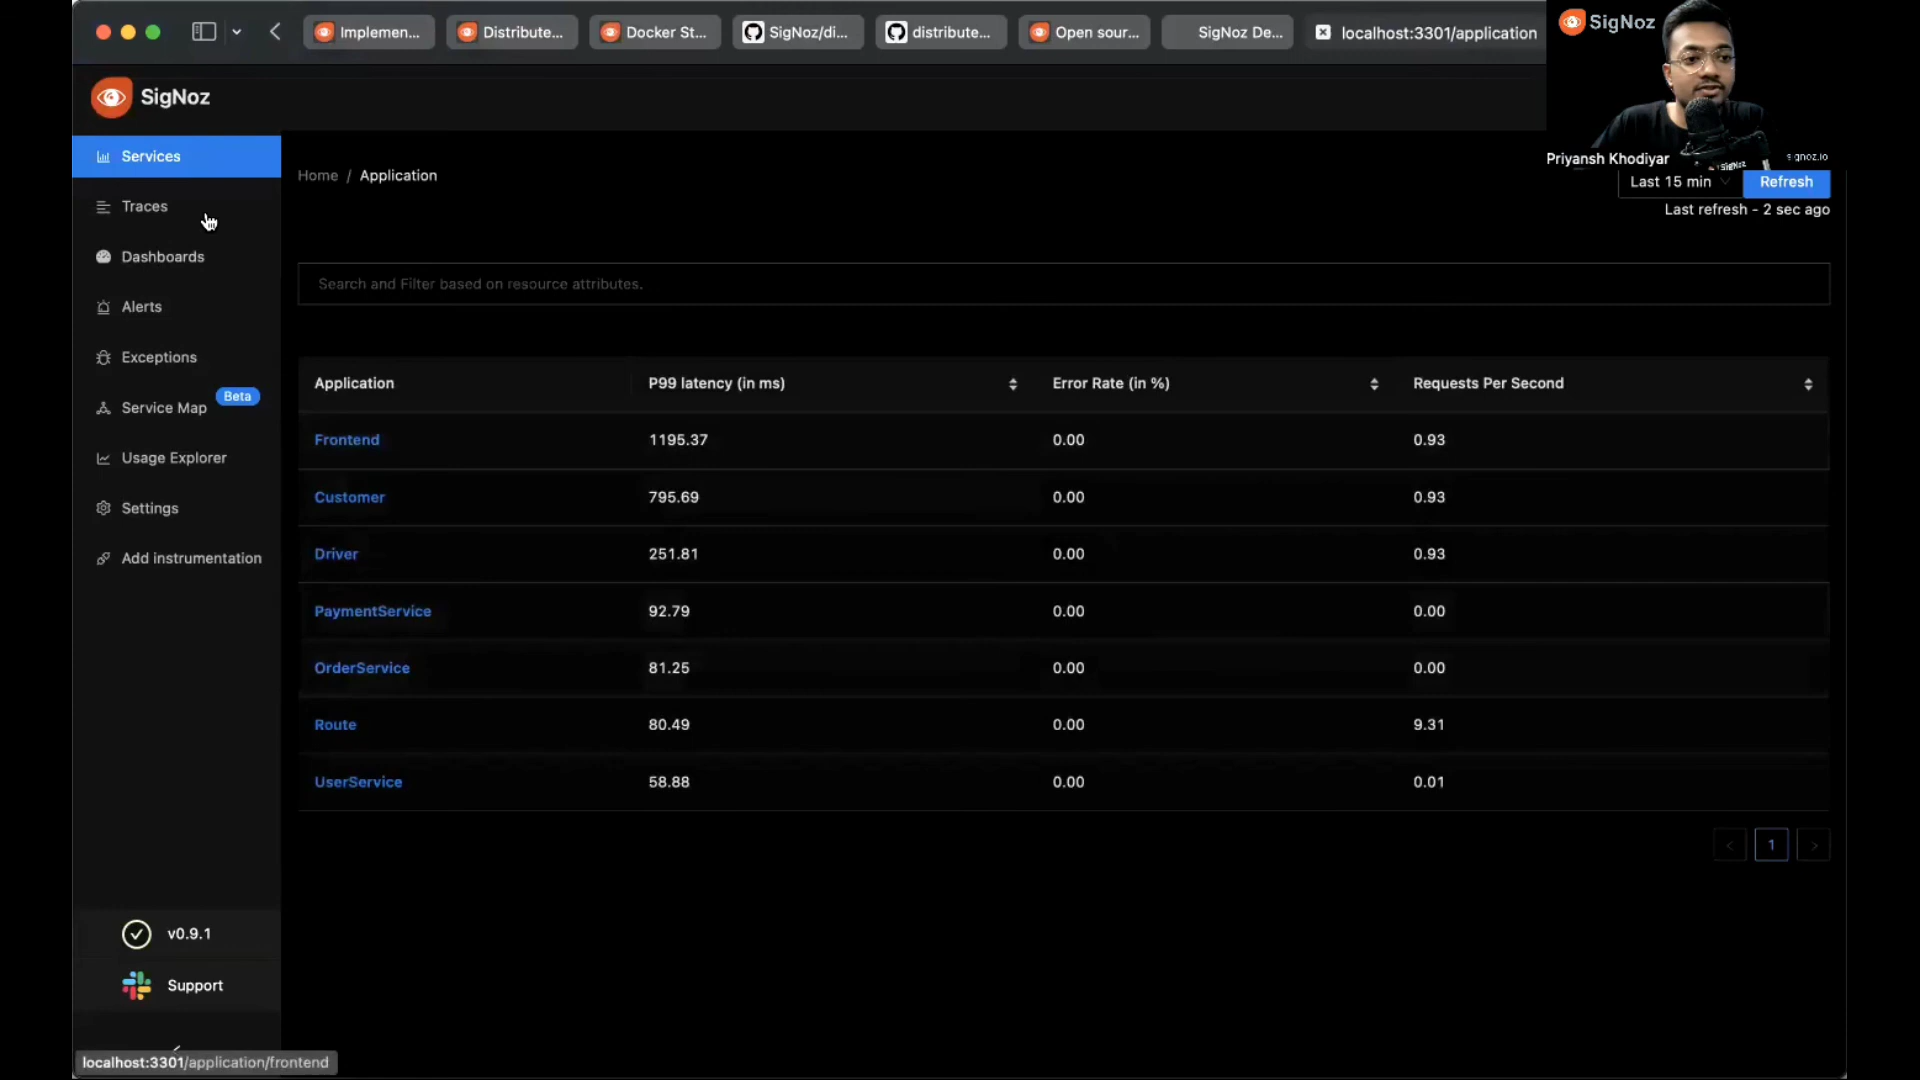 Implemen...
Distribute...
Docker St...
SigNoz/di...
distribute...
Open sour...
SigNoz De...
localhost:3301/application
SigNoz
SigNoz
Priyansh Khodiyar
SigNoz
signoz.io
Services
Traces
Dashboards
Alerts
Exceptions
Service Map
Beta
Usage Explorer
Settings
Add instrumentation
v0.9.1
Support
Home / Application
Last 15 min
Refresh
Last refresh - 2 sec ago
Search and Filter based on resource attributes.
Application P99 latency (in ms) Error Rate (in %) Requests Per Second
Frontend 1195.37 0.00 0.93
Customer 795.69 0.00 0.93
Driver 251.81 0.00 0.93
PaymentService 92.79 0.00 0.00
OrderService 81.25 0.00 0.00
Route 80.49 0.00 9.31
UserService 58.88 0.00 0.01
< 1 >
localhost:3301/application/frontend